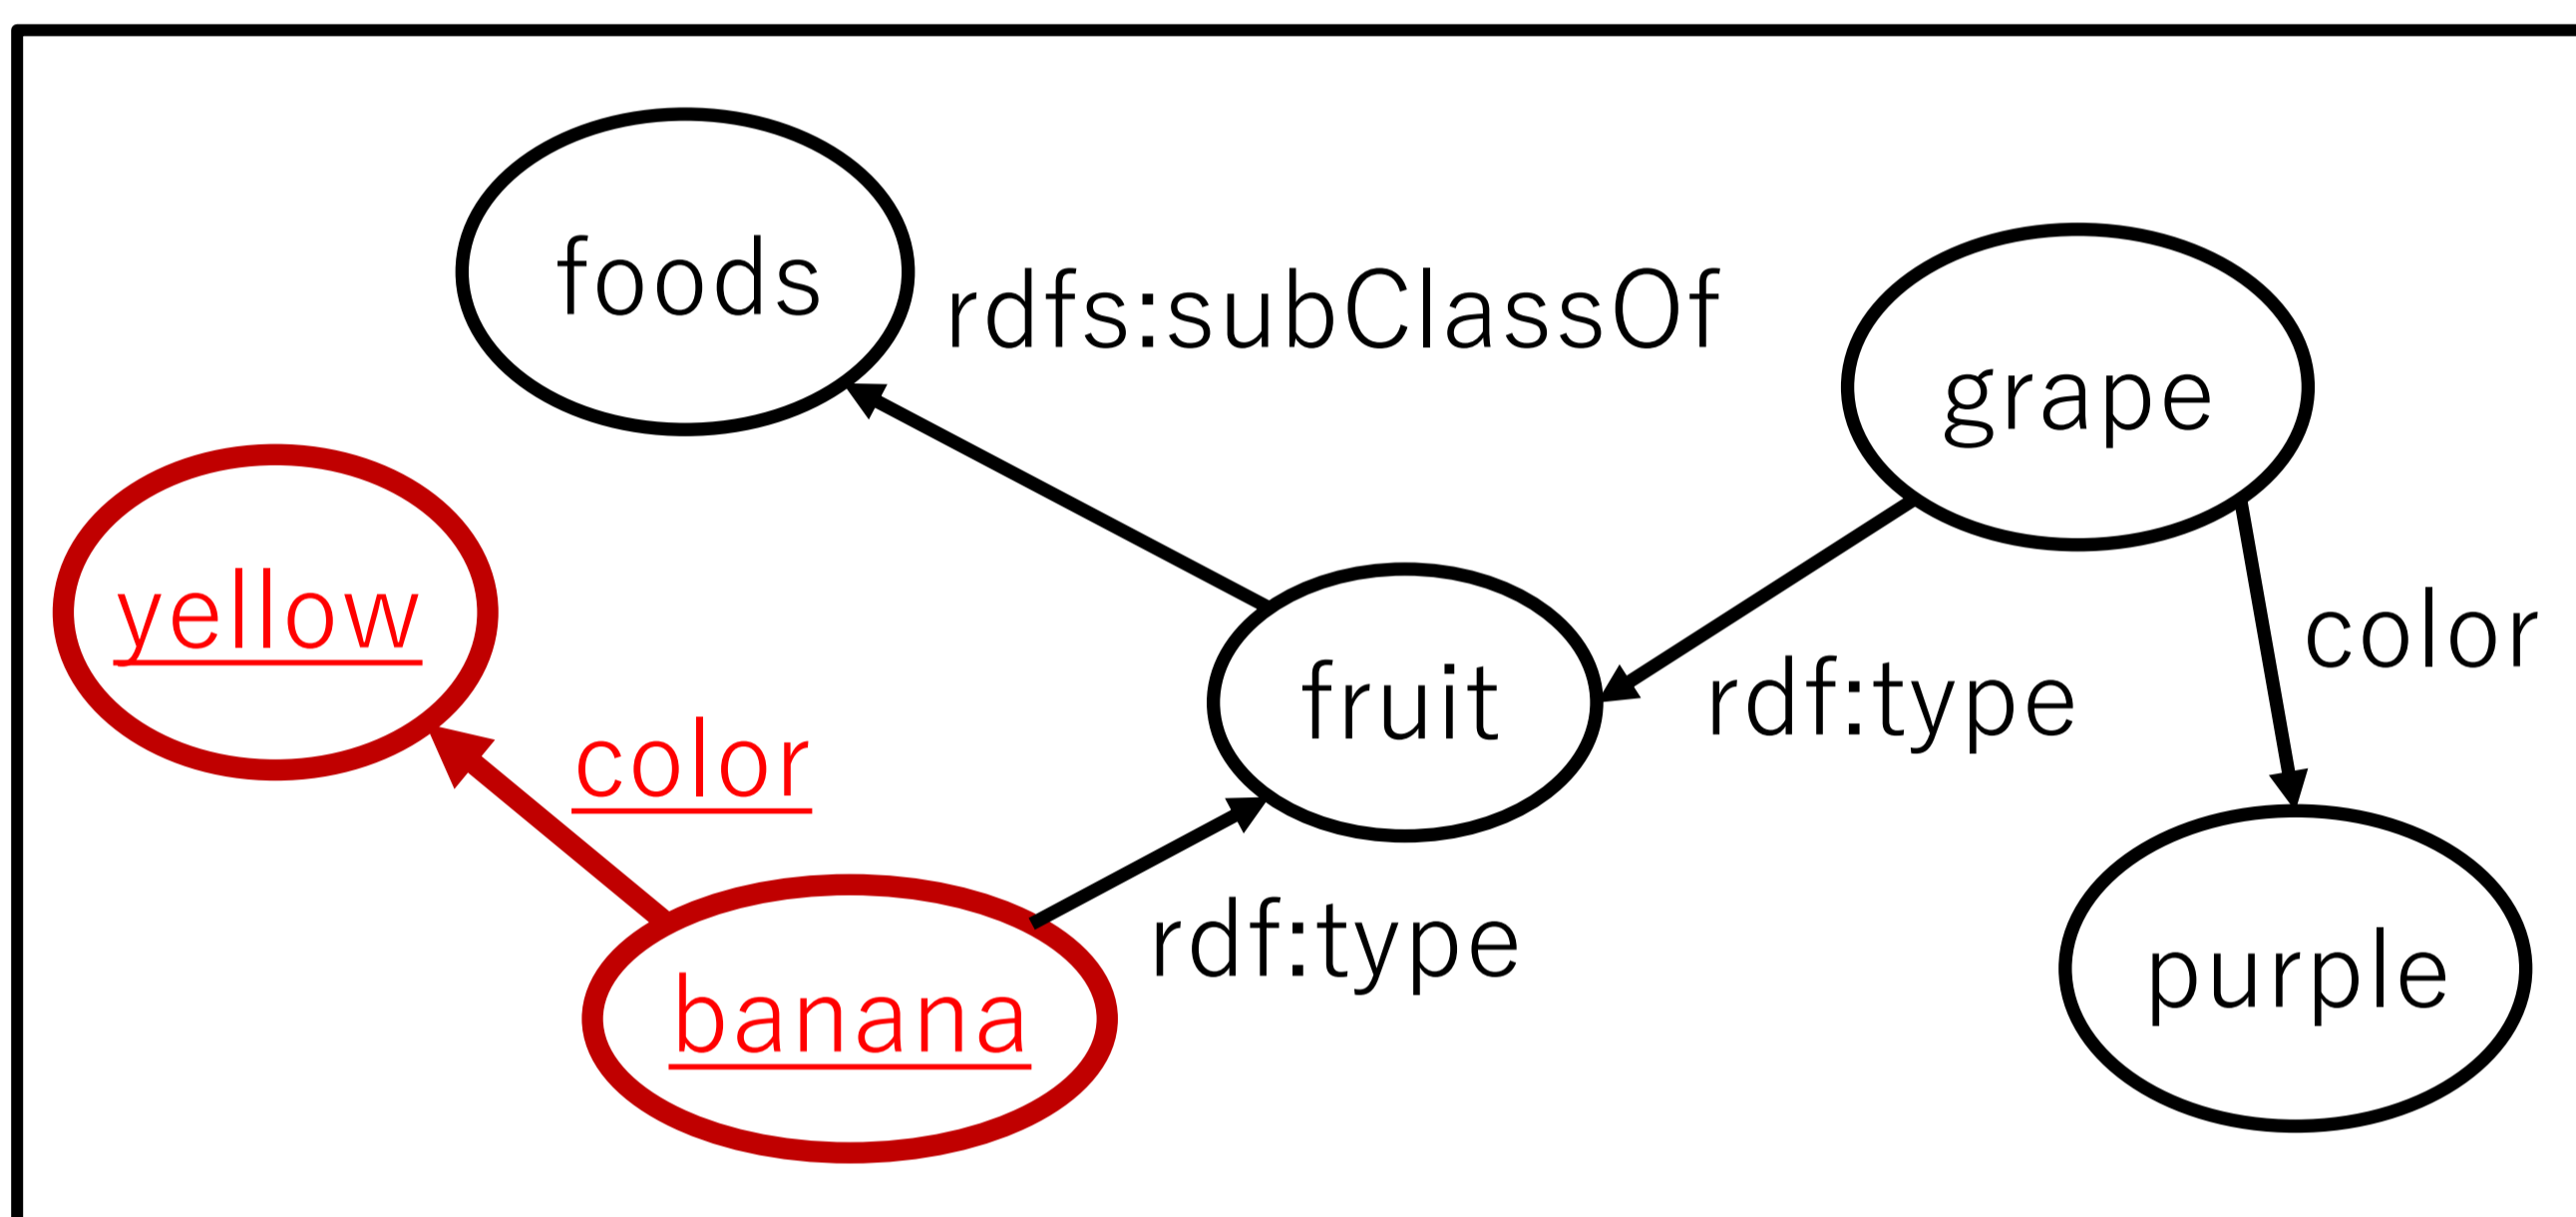 foods
rdfs:subClassOf
grape
yellow
color
fruit
rdf:type
color
banana
rdf:type
purple